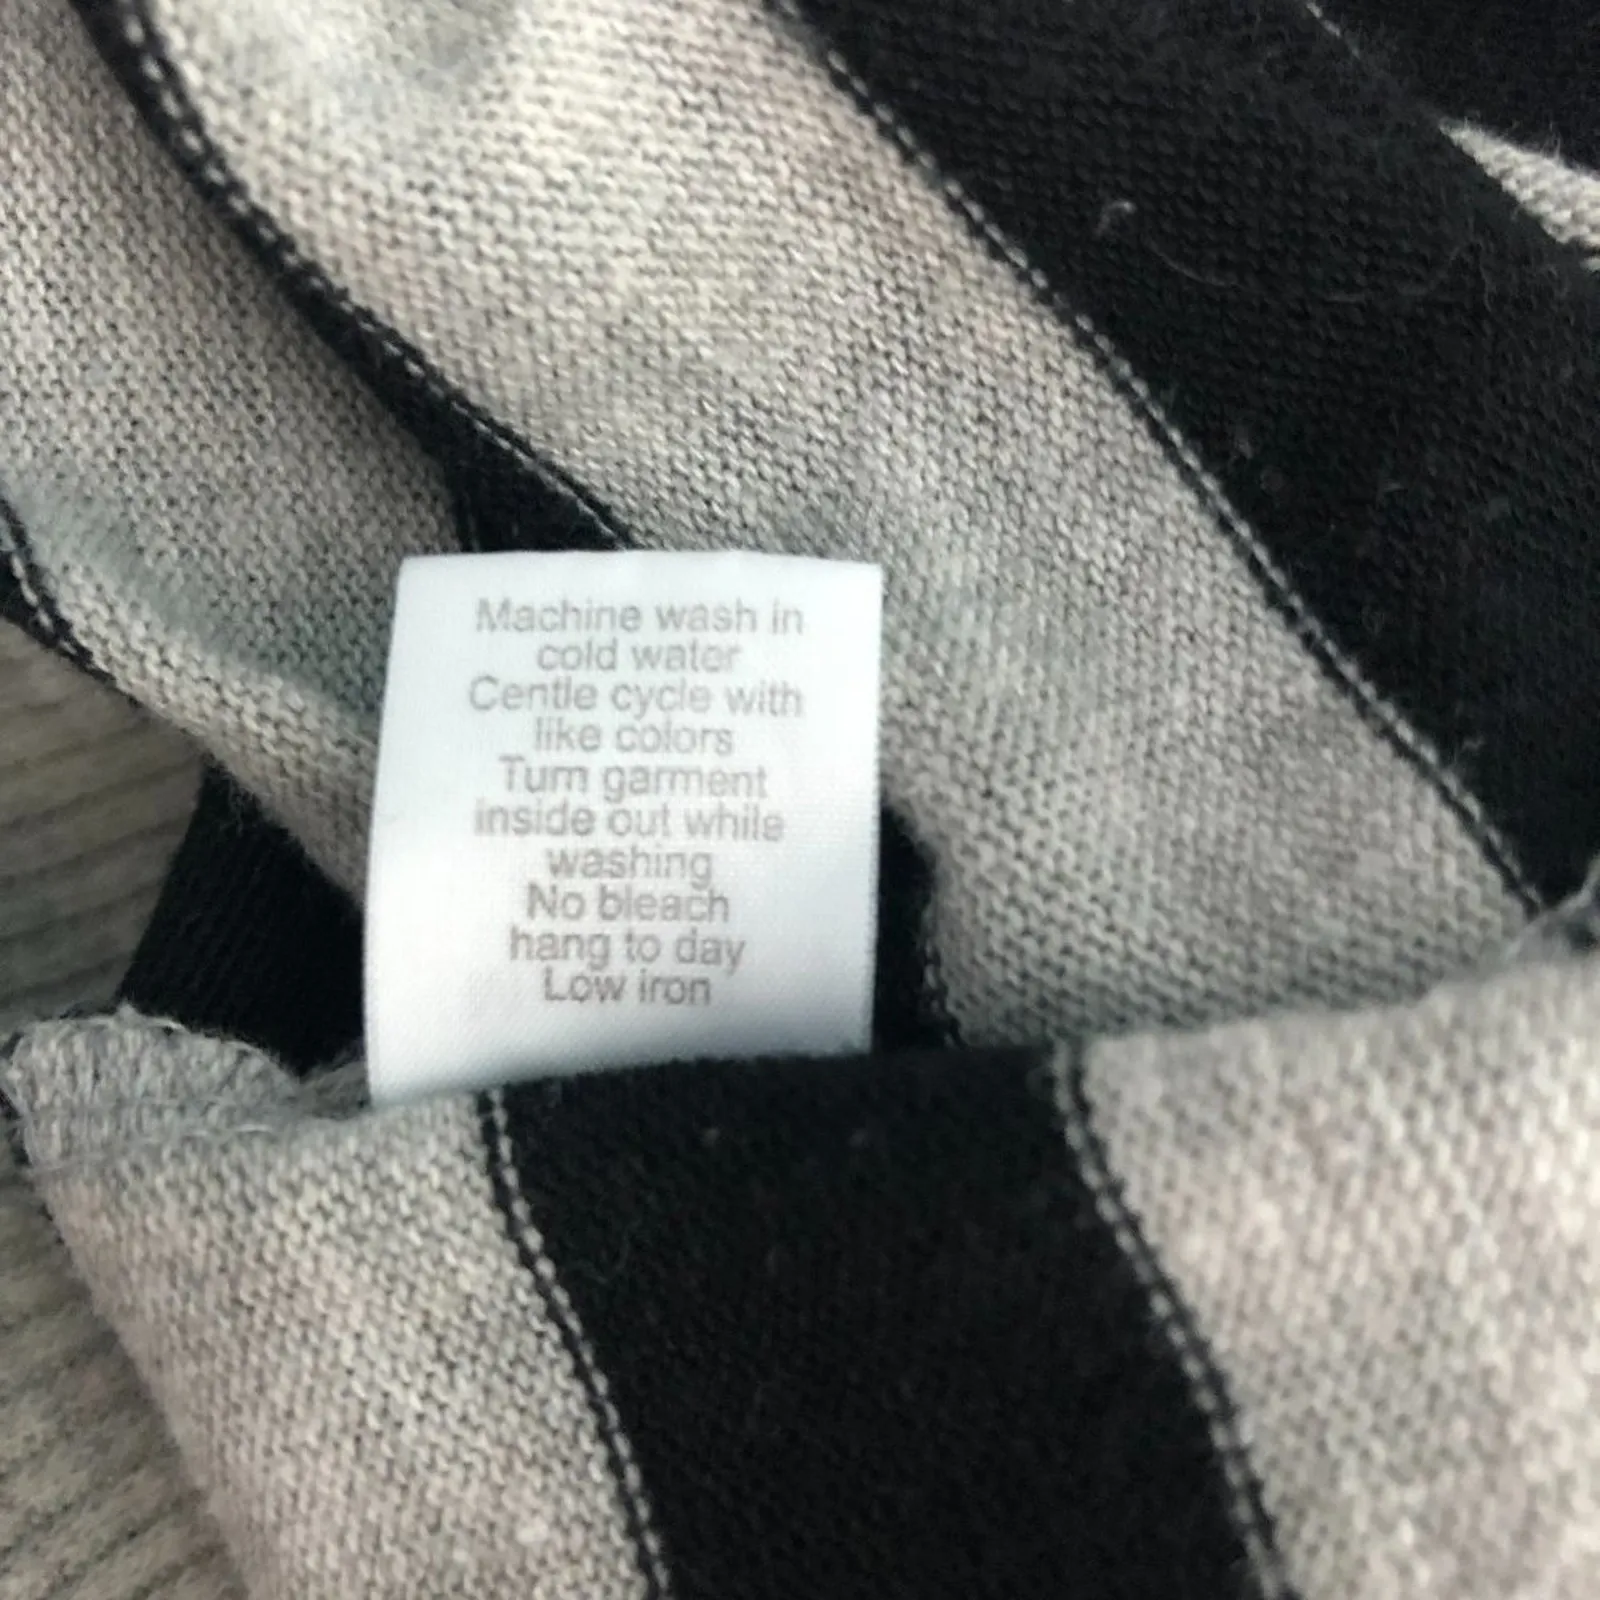 Machine wash in
cold water
Centle cycle with
like colors
Turn garment
inside out while
washing
No bleach
hang to day
Low iron